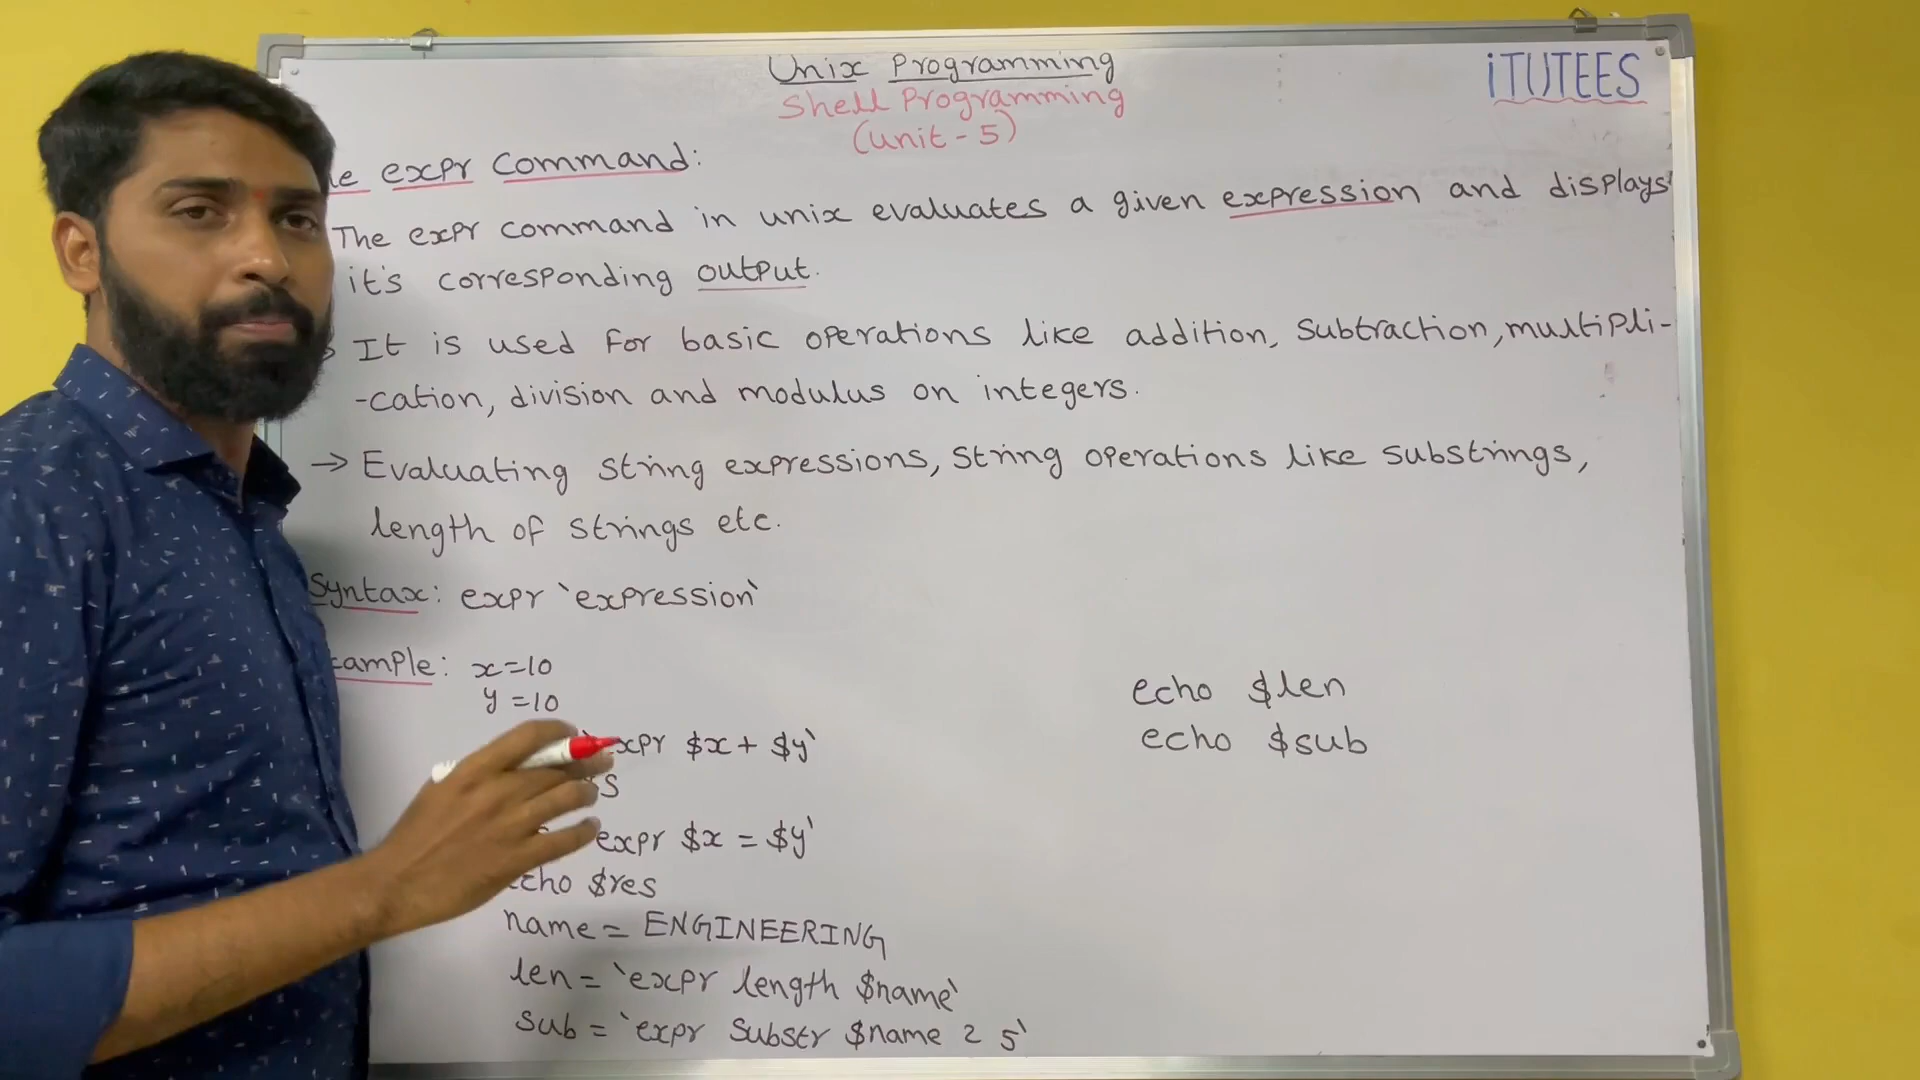 Unix Programming
iTUTEES
Shell Programming
(Unit - 5)
expr Command:
The expr command in unix evaluates a given expression and displays
it's corresponding output.
It is used for basic operations like addition, subtraction, multipli-
-cation, division and modulus on integers.
→ Evaluating string expressions, string operations like substrings,
length of strings etc.
Syntax: expr `expression`
ample: x=10
y=10
xpr $x + $y`
s
expr $x = $y`
echo $res
name = ENGINEERING
len = `expr length $name`
sub = `expr substr $name 2 5`
echo $len
echo $sub